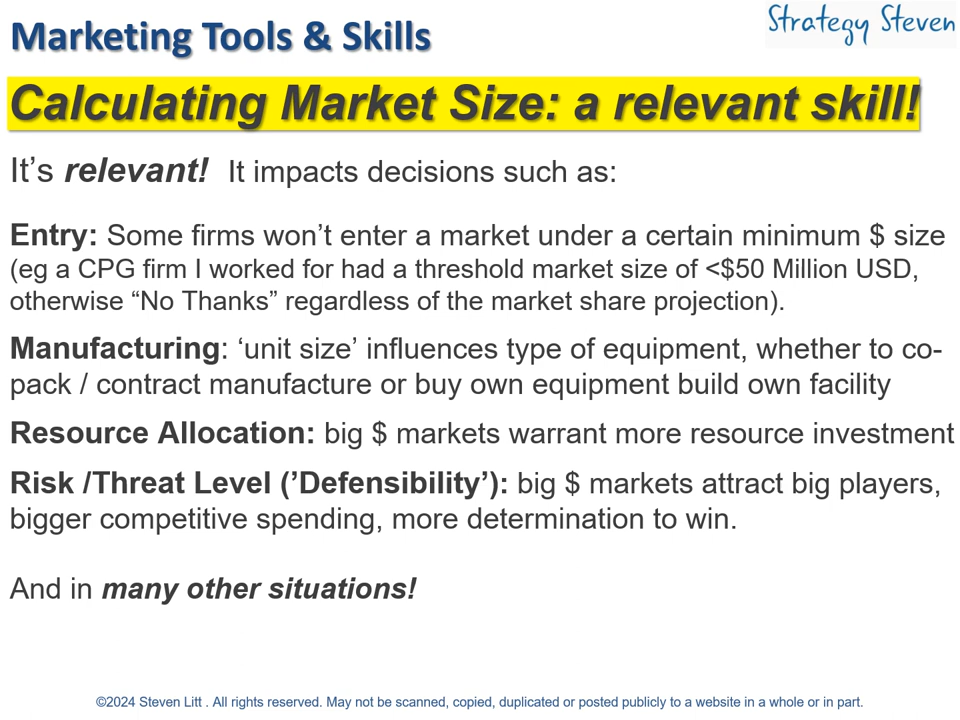 Marketing Tools & Skills
Strategy Steven
Calculating Market Size: a relevant skill!
It’s relevant! It impacts decisions such as:
Entry: Some firms won’t enter a market under a certain minimum $ size
(eg a CPG firm I worked for had a threshold market size of <$50 Million USD,
otherwise “No Thanks” regardless of the market share projection).
Manufacturing: ‘unit size’ influences type of equipment, whether to co-
pack / contract manufacture or buy own equipment build own facility
Resource Allocation: big $ markets warrant more resource investment
Risk /Threat Level (’Defensibility’): big $ markets attract big players,
bigger competitive spending, more determination to win.
And in many other situations!
©2024 Steven Litt . All rights reserved. May not be scanned, copied, duplicated or posted publicly to a website in a whole or in part.